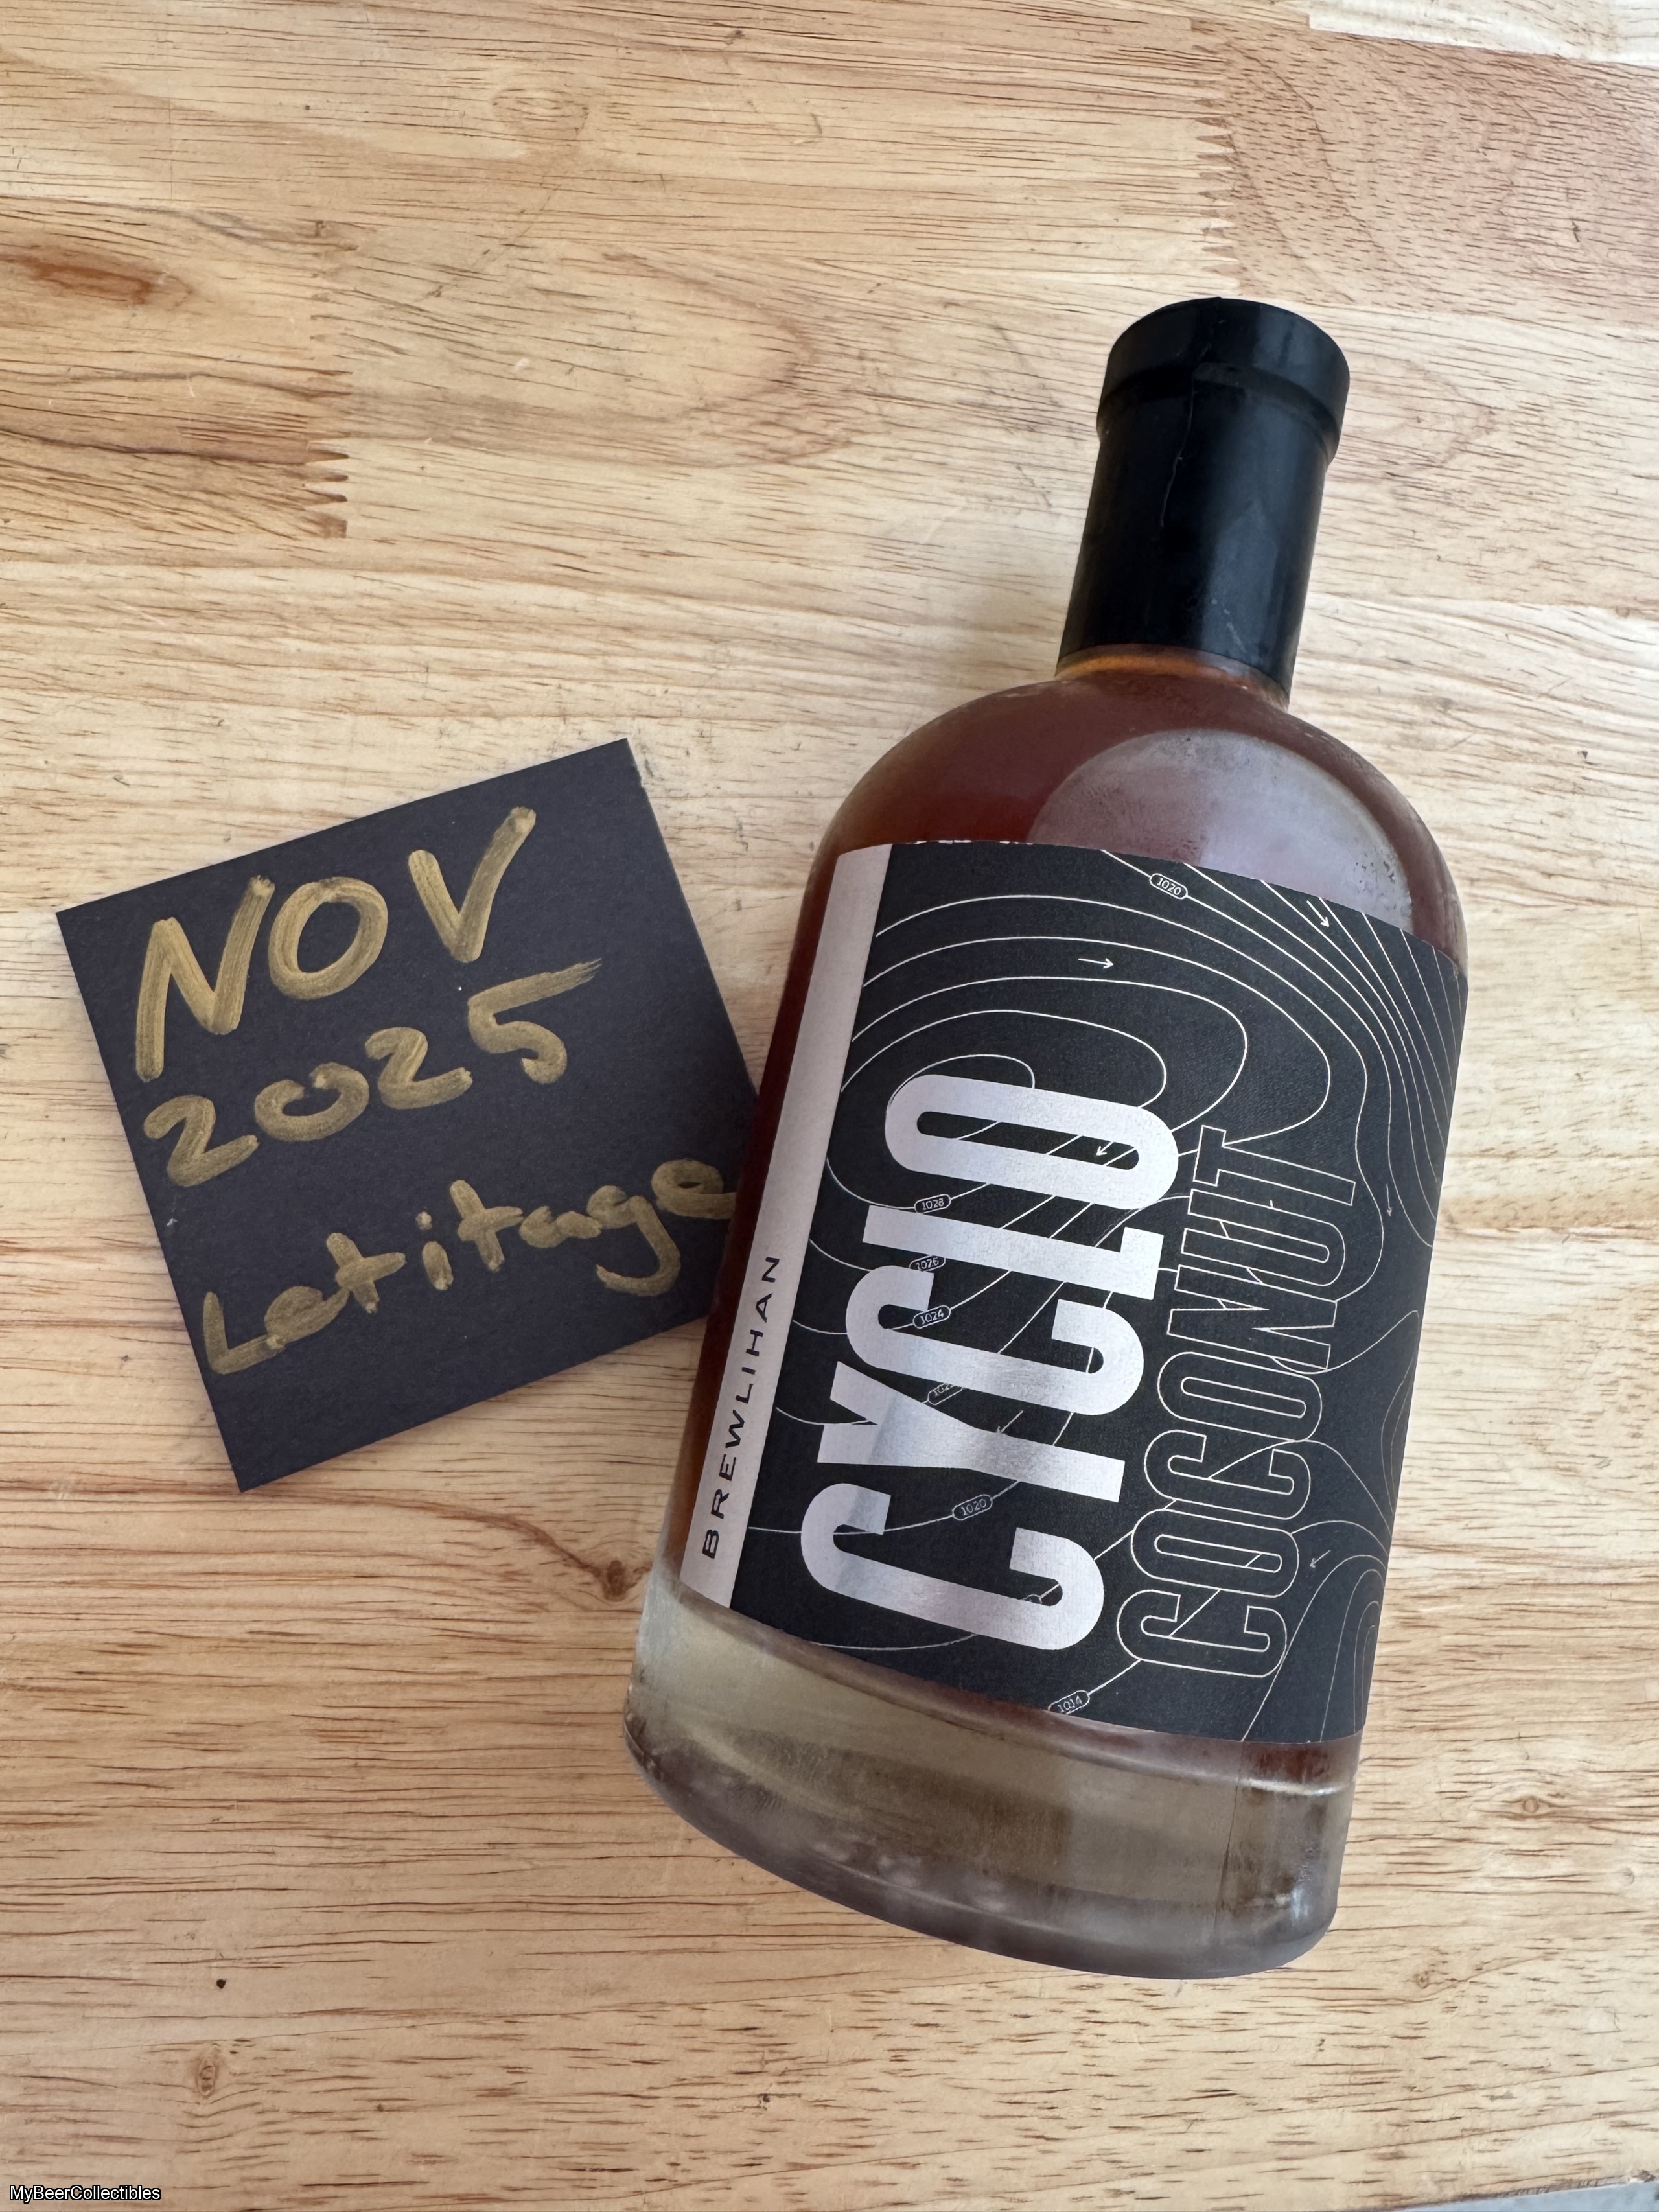 NOV
2025
Letitage
BREWLIHAN
CYCLO
COCONUT
1020
1028
1026
1024
1020
1014
MyBeerCollectibles